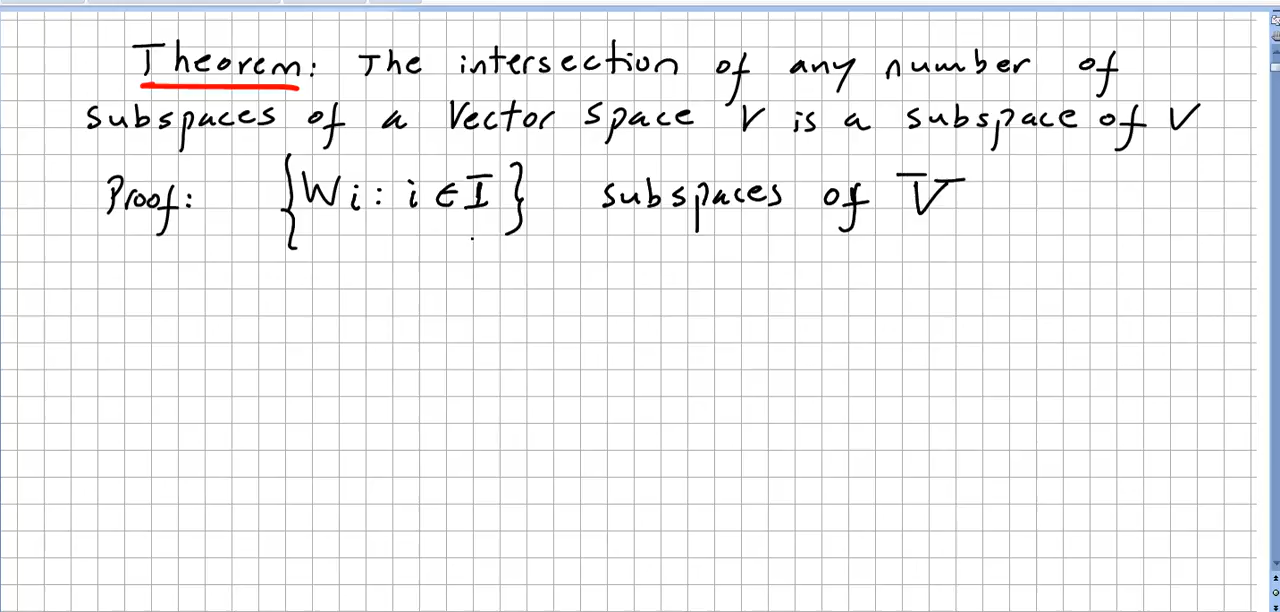 Theorem: The intersection of any number of
subspaces of a Vector space V is a subspace of V
Proof: {Wi : i ∈ I} subspaces of V